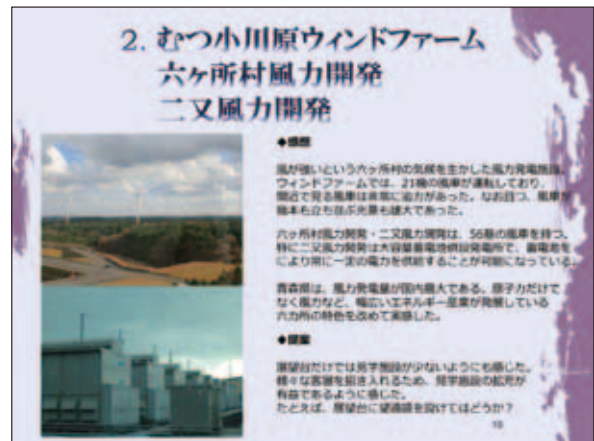 2. むつ小川原ウィンドファーム
六ヶ所村風力開発
二又風力開発
◆感想
風が強いという六ヶ所村の気候を生かした風力発電施設。
ウィンドファームでは、21機の風車が運転しており、
間近で見る風車は非常に迫力があった。なお且つ、風車が
幾本も立ち並ぶ光景も雄大であった。
六ヶ所村風力開発・二又風力開発は、56基の風車を持つ。
特に二又風力開発は大容量蓄電池併設発電所で、蓄電池を
により常に一定の電力を供給することが可能になっている。
青森県は、風力発電量が国内最大である。原子力だけで
なく風力など、幅広いエネルギー産業が発展している
六カ所の特色を改めて実感した。
◆提案
展望台だけでは見学施設が少ないようにも感じた。
様々な客層を招き入れるため、見学施設の拡充が
有益であるように感じた。
たとえば、展望台に望遠鏡を設けてはどうか？